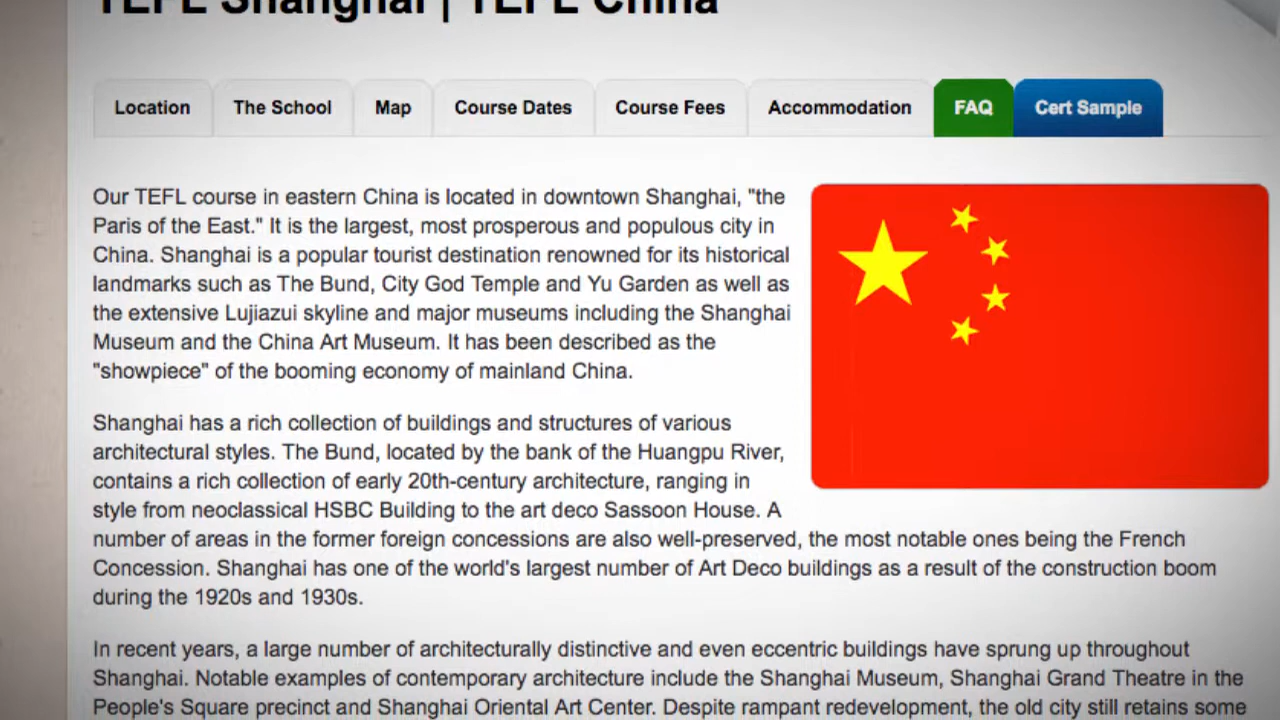 TEFL Shanghai | TEFL China
Location The School Map Course Dates Course Fees Accommodation FAQ Cert Sample
Our TEFL course in eastern China is located in downtown Shanghai, "the
Paris of the East." It is the largest, most prosperous and populous city in
China. Shanghai is a popular tourist destination renowned for its historical
landmarks such as The Bund, City God Temple and Yu Garden as well as
the extensive Lujiazui skyline and major museums including the Shanghai
Museum and the China Art Museum. It has been described as the
"showpiece" of the booming economy of mainland China.
Shanghai has a rich collection of buildings and structures of various
architectural styles. The Bund, located by the bank of the Huangpu River,
contains a rich collection of early 20th-century architecture, ranging in
style from neoclassical HSBC Building to the art deco Sassoon House. A
number of areas in the former foreign concessions are also well-preserved, the most notable ones being the French
Concession. Shanghai has one of the world's largest number of Art Deco buildings as a result of the construction boom
during the 1920s and 1930s.
In recent years, a large number of architecturally distinctive and even eccentric buildings have sprung up throughout
Shanghai. Notable examples of contemporary architecture include the Shanghai Museum, Shanghai Grand Theatre in the
People's Square precinct and Shanghai Oriental Art Center. Despite rampant redevelopment, the old city still retains some